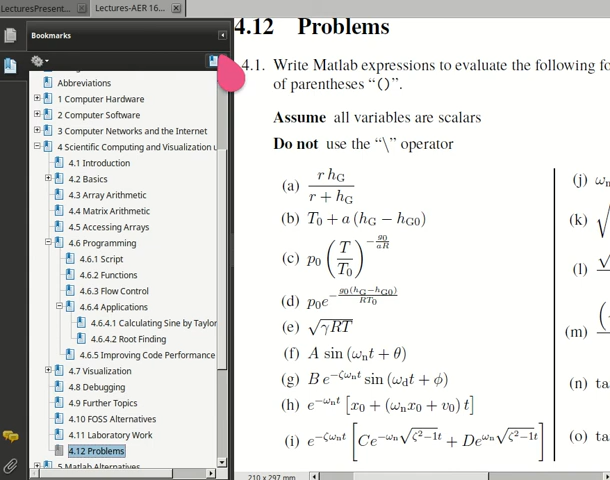 LecturesPresent...
Lectures-AER 16...
Bookmarks
Abbreviations
1 Computer Hardware
2 Computer Software
3 Computer Networks and the Internet
4 Scientific Computing and Visualization u
4.1 Introduction
4.2 Basics
4.3 Array Arithmetic
4.4 Matrix Arithmetic
4.5 Accessing Arrays
4.6 Programming
4.6.1 Script
4.6.2 Functions
4.6.3 Flow Control
4.6.4 Applications
4.6.4.1 Calculating Sine by Taylor
4.6.4.2 Root Finding
4.6.5 Improving Code Performance
4.7 Visualization
4.8 Debugging
4.9 Further Topics
4.10 FOSS Alternatives
4.11 Laboratory Work
4.12 Problems
5 Matlab Alternatives
4.12 Problems
4.1. Write Matlab expressions to evaluate the following fo
of parentheses “()”.
Assume all variables are scalars
Do not use the “\” operator
(a) r h_G / (r + h_G)
(b) T_0 + a (h_G − h_G0)
(c) p_0 (T/T_0)^(−g_0/(aR))
(d) p_0 e^(−g_0(h_G−h_G0)/(RT_0))
(e) √(γRT)
(f) A sin (ω_n t + θ)
(g) B e^(−ζω_n t) sin (ω_d t + φ)
(h) e^(−ω_n t) [x_0 + (ω_n x_0 + v_0) t]
(i) e^(−ζω_n t) [Ce^(−ω_n √(ζ²−1) t) + De^(ω_n √(ζ²−1) t)]
(j) ω_n
(k) √
(l)
(m) (
(n) ta
(o) ta
210 x 297 mm